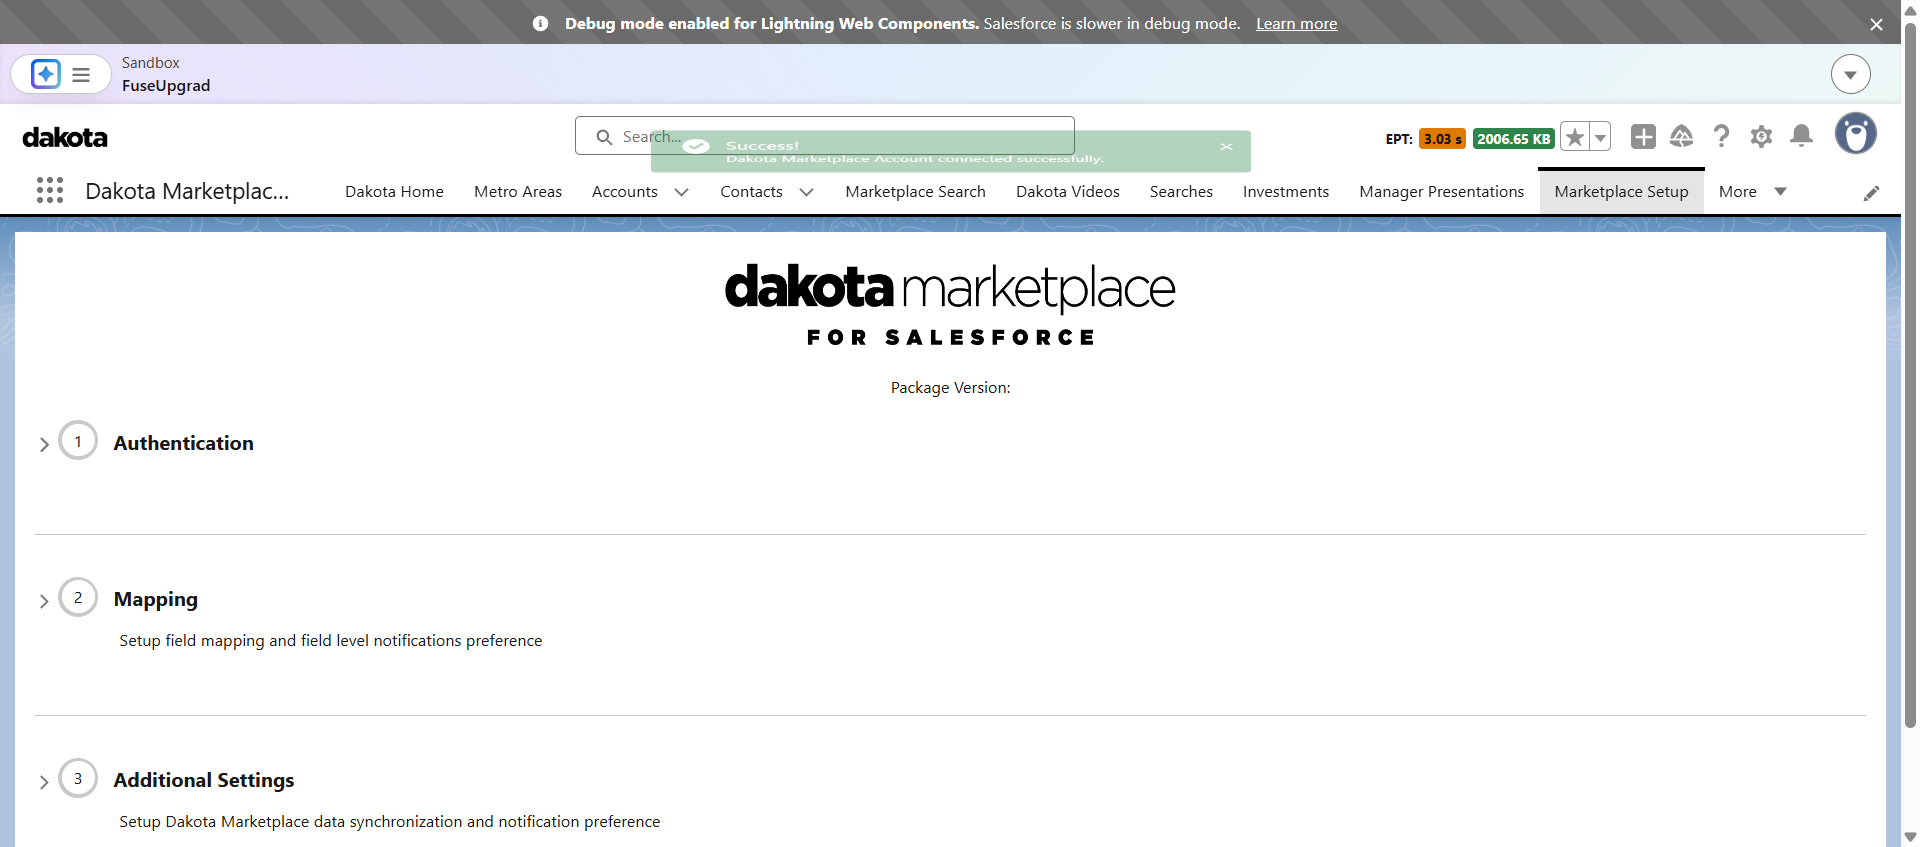 Debug mode enabled for Lightning Web Components. Salesforce is slower in debug mode. Learn more
Sandbox
FuseUpgrad
dakota
Search...
Success!
Dakota Marketplace Account connected successfully.
EPT: 3.03 s 2006.65 KB
Dakota Marketplac...
Dakota Home Metro Areas Accounts Contacts Marketplace Search Dakota Videos Searches Investments Manager Presentations Marketplace Setup More
dakota marketplace
FOR SALESFORCE
Package Version:
1 Authentication
2 Mapping
Setup field mapping and field level notifications preference
3 Additional Settings
Setup Dakota Marketplace data synchronization and notification preference